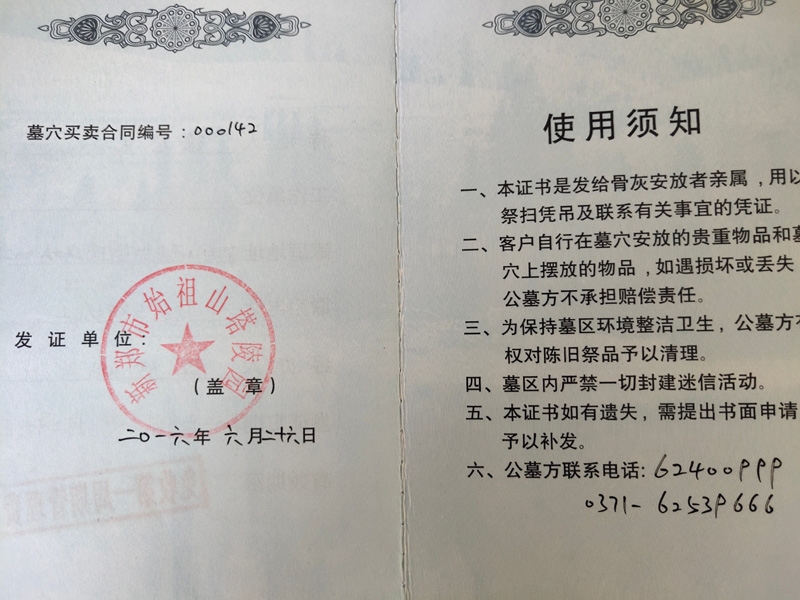 墓穴买卖合同编号：000142
新郑市始祖山塔陵园
发证单位：
（盖章）
二〇一六年六月二十六日
使用须知
一、本证书是发给骨灰安放者亲属，用以
祭扫凭吊及联系有关事宜的凭证。
二、客户自行在墓穴安放的贵重物品和墓
穴上摆放的物品，如遇损坏或丢失
公墓方不承担赔偿责任。
三、为保持墓区环境整洁卫生，公墓方有
权对陈旧祭品予以清理。
四、墓区内严禁一切封建迷信活动。
五、本证书如有遗失，需提出书面申请
予以补发。
六、公墓方联系电话：62400999
0371-62539666